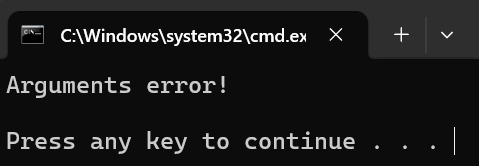 C:\Windows\system32\cmd.ex
Arguments error!
Press any key to continue . . .